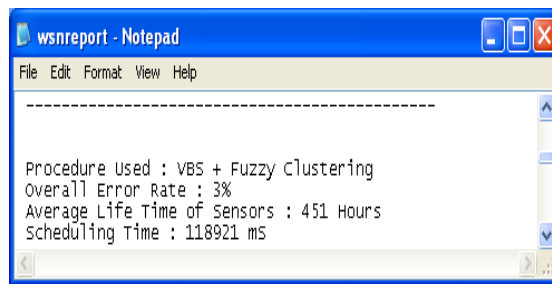 wsnreport - Notepad
File Edit Format View Help
----------------------------------------------
Procedure Used : VBS + Fuzzy Clustering
Overall Error Rate : 3%
Average Life Time of Sensors : 451 Hours
Scheduling Time : 118921 mS